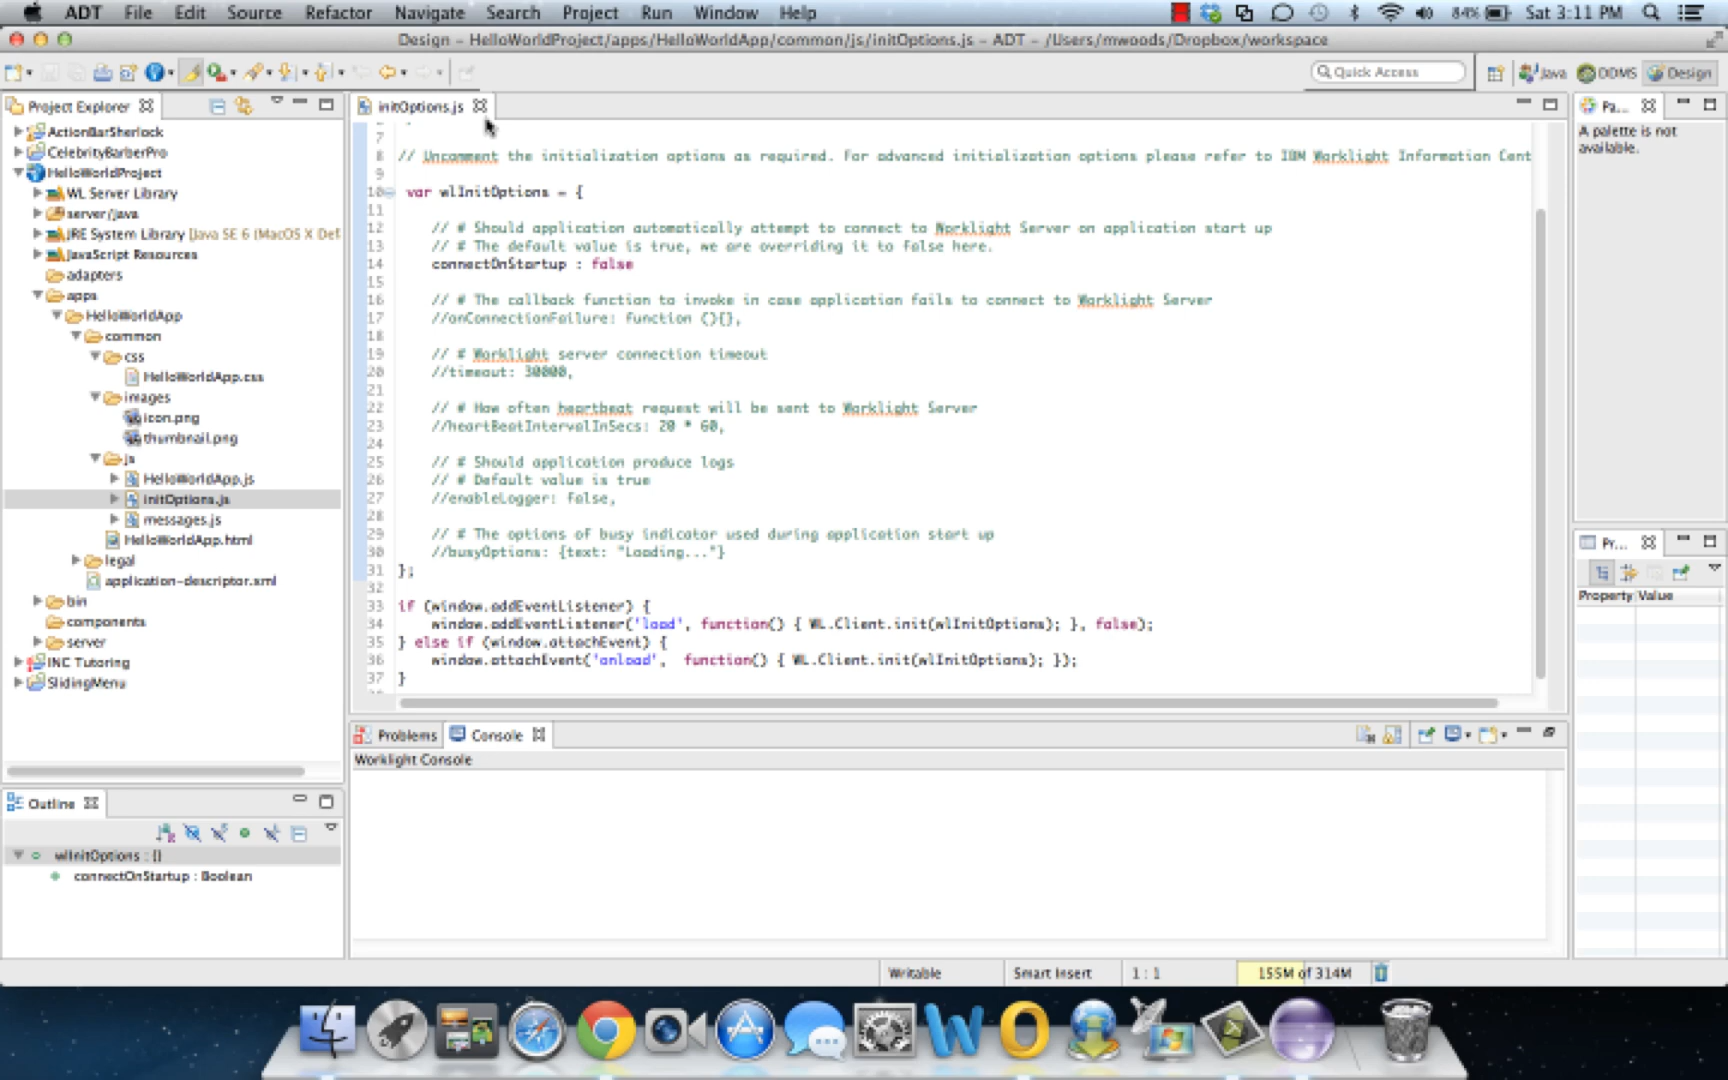 ADT File Edit Source Refactor Navigate Search Project Run Window Help 84% Sat 3:11 PM
Design – HelloWorldProject/apps/HelloWorldApp/common/js/initOptions.js – ADT – /Users/mwoods/Dropbox/workspace
Quick Access Java DDMS Design
Project Explorer
ActionBarSherlock
CelebrityBarberPro
HelloWorldProject
WL Server Library
server/java
JRE System Library [Java SE 6 (MacOS X Def
JavaScript Resources
adapters
apps
HelloWorldApp
common
css
HelloWorldApp.css
images
icon.png
thumbnail.png
js
HelloWorldApp.js
initOptions.js
messages.js
HelloWorldApp.html
legal
application-descriptor.xml
bin
components
server
INC Tutoring
SlidingMenu
Outline
wlInitOptions : {}
connectOnStartup : Boolean
initOptions.js
7
8 // Uncomment the initialization options as required. For advanced initialization options please refer to IBM Worklight Information Cent
9
10 var wlInitOptions = {
11
12 // # Should application automatically attempt to connect to Worklight Server on application start up
13 // # The default value is true, we are overriding it to false here.
14 connectOnStartup : false
15
16 // # The callback function to invoke in case application fails to connect to Worklight Server
17 //onConnectionFailure: function (){},
18
19 // # Worklight server connection timeout
20 //timeout: 30000,
21
22 // # How often heartbeat request will be sent to Worklight Server
23 //heartBeatIntervalInSecs: 20 * 60,
24
25 // # Should application produce logs
26 // # Default value is true
27 //enableLogger: false,
28
29 // # The options of busy indicator used during application start up
30 //busyOptions: {text: "Loading..."}
31 };
32
33 if (window.addEventListener) {
34 window.addEventListener('load', function() { WL.Client.init(wlInitOptions); }, false);
35 } else if (window.attachEvent) {
36 window.attachEvent('onload', function() { WL.Client.init(wlInitOptions); });
37 }
Problems Console
Worklight Console
Pa...
A palette is not
available.
Pr...
Property Value
Writable Smart Insert 1 : 1 155M of 314M